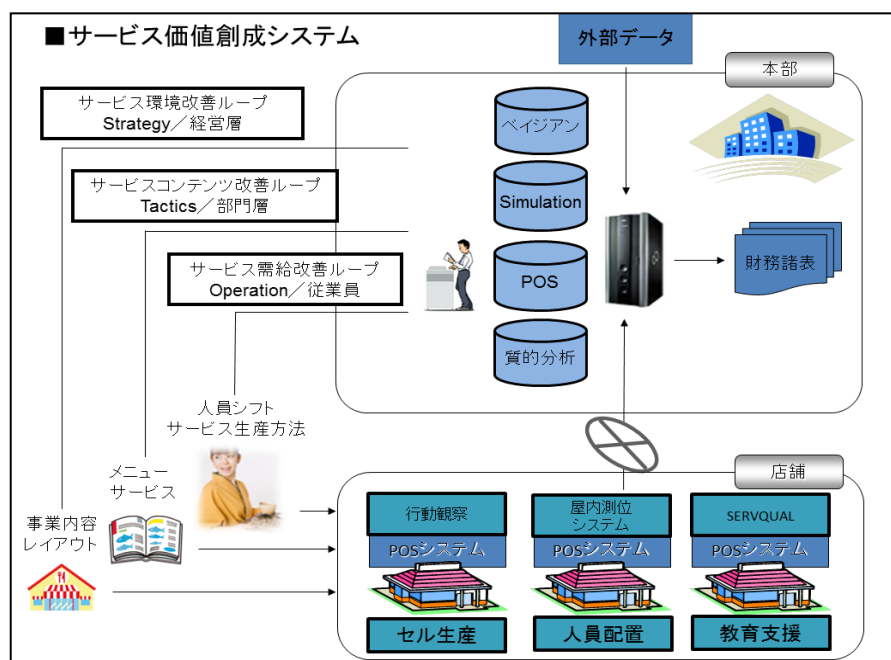 ■サービス価値創成システム
外部データ
本部
サービス環境改善ループ
Strategy／経営層
ベイジアン
サービスコンテンツ改善ループ
Tactics／部門層
Simulation
サービス需給改善ループ
Operation／従業員
POS
財務諸表
質的分析
人員シフト
サービス生産方法
メニュー
サービス
事業内容
レイアウト
店舗
行動観察
屋内測位
システム
SERVQUAL
POSシステム
POSシステム
POSシステム
セル生産
人員配置
教育支援